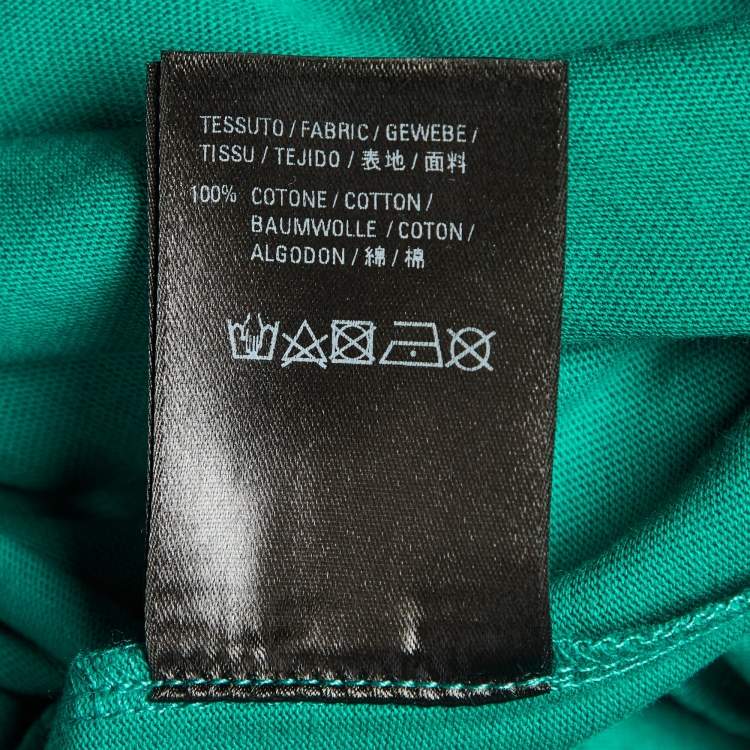 TESSUTO / FABRIC / GEWEBE /
TISSU / TEJIDO / 表地 / 面料
100% COTONE / COTTON /
BAUMWOLLE / COTON /
ALGODON / 綿 / 棉